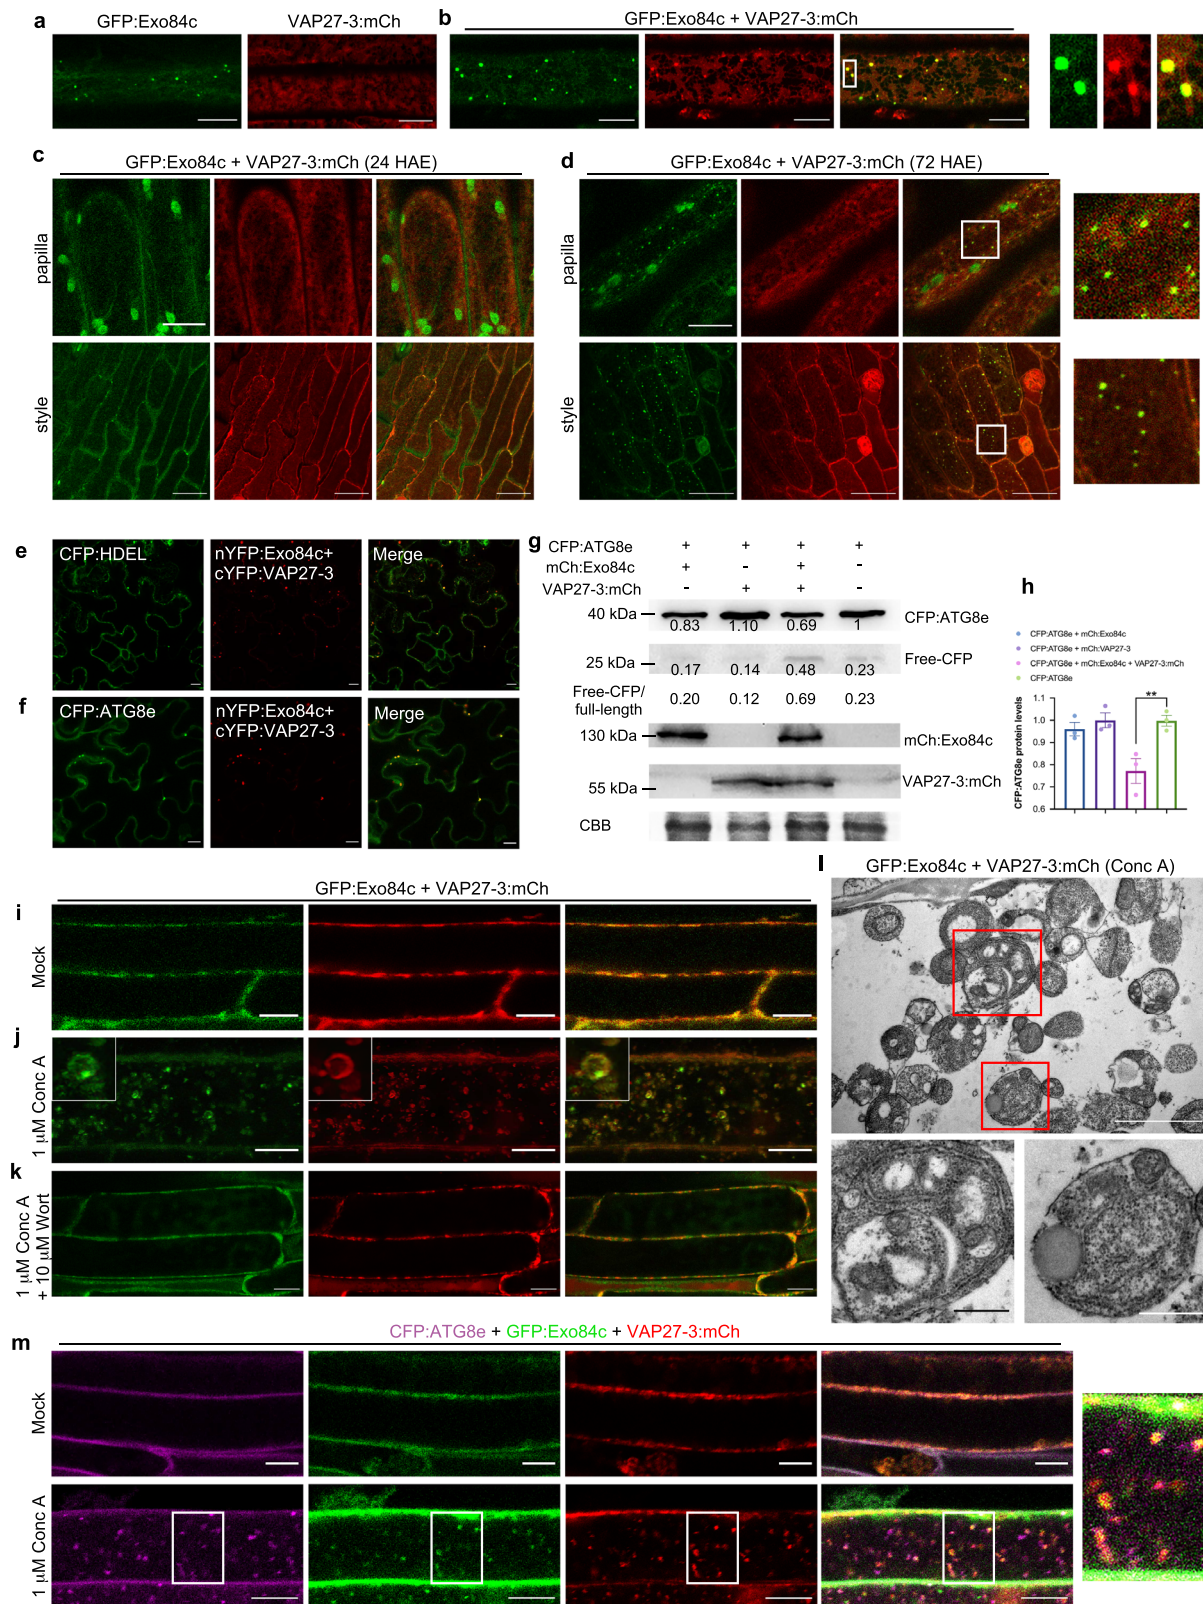 a
GFP:Exo84c
VAP27-3:mCh
b
GFP:Exo84c + VAP27-3:mCh
c
GFP:Exo84c + VAP27-3:mCh (24 HAE)
papilla
style
d
GFP:Exo84c + VAP27-3:mCh (72 HAE)
papilla
style
e
CFP:HDEL
nYFP:Exo84c+
cYFP:VAP27-3
Merge
f
CFP:ATG8e
nYFP:Exo84c+
cYFP:VAP27-3
Merge
g
CFP:ATG8e + + + +
mCh:Exo84c + - + -
VAP27-3:mCh - + + -
40 kDa
CFP:ATG8e
0.83 1.10 0.69 1
25 kDa
Free-CFP
0.17 0.14 0.48 0.23
Free-CFP/
full-length
0.20 0.12 0.69 0.23
130 kDa
mCh:Exo84c
VAP27-3:mCh
55 kDa
CBB
h
CFP:ATG8e + mCh:Exo84c
CFP:ATG8e + mCh:VAP27-3
CFP:ATG8e + mCh:Exo84c + VAP27-3:mCh
CFP:ATG8e
CFP:ATG8e protein levels
1.1
1.0
0.9
0.8
0.7
0.6
**
GFP:Exo84c + VAP27-3:mCh
i
Mock
j
1 µM Conc A
k
1 µM Conc A
+ 10 µM Wort
l
GFP:Exo84c + VAP27-3:mCh (Conc A)
m
CFP:ATG8e + GFP:Exo84c + VAP27-3:mCh
Mock
1 µM Conc A